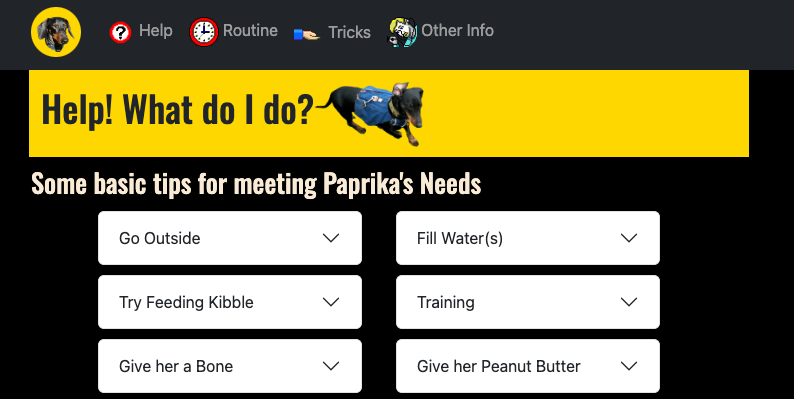 Help Routine Tricks Other Info
Help! What do I do?
Some basic tips for meeting Paprika's Needs
Go Outside Fill Water(s)
Try Feeding Kibble Training
Give her a Bone Give her Peanut Butter